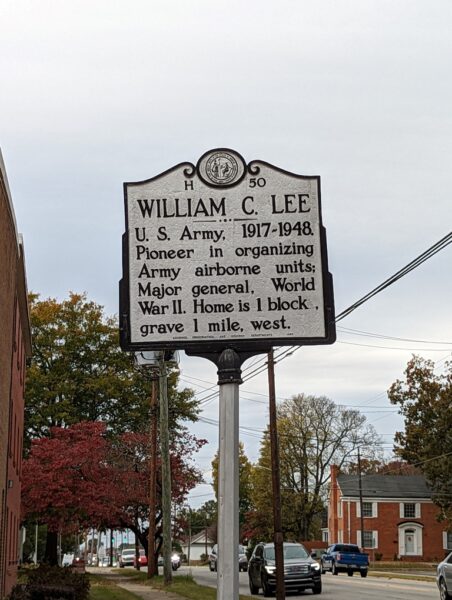 H 50
WILLIAM C. LEE
U. S. Army, 1917-1948.
Pioneer in organizing
Army airborne units;
Major general, World
War II. Home is 1 block,
grave 1 mile, west.